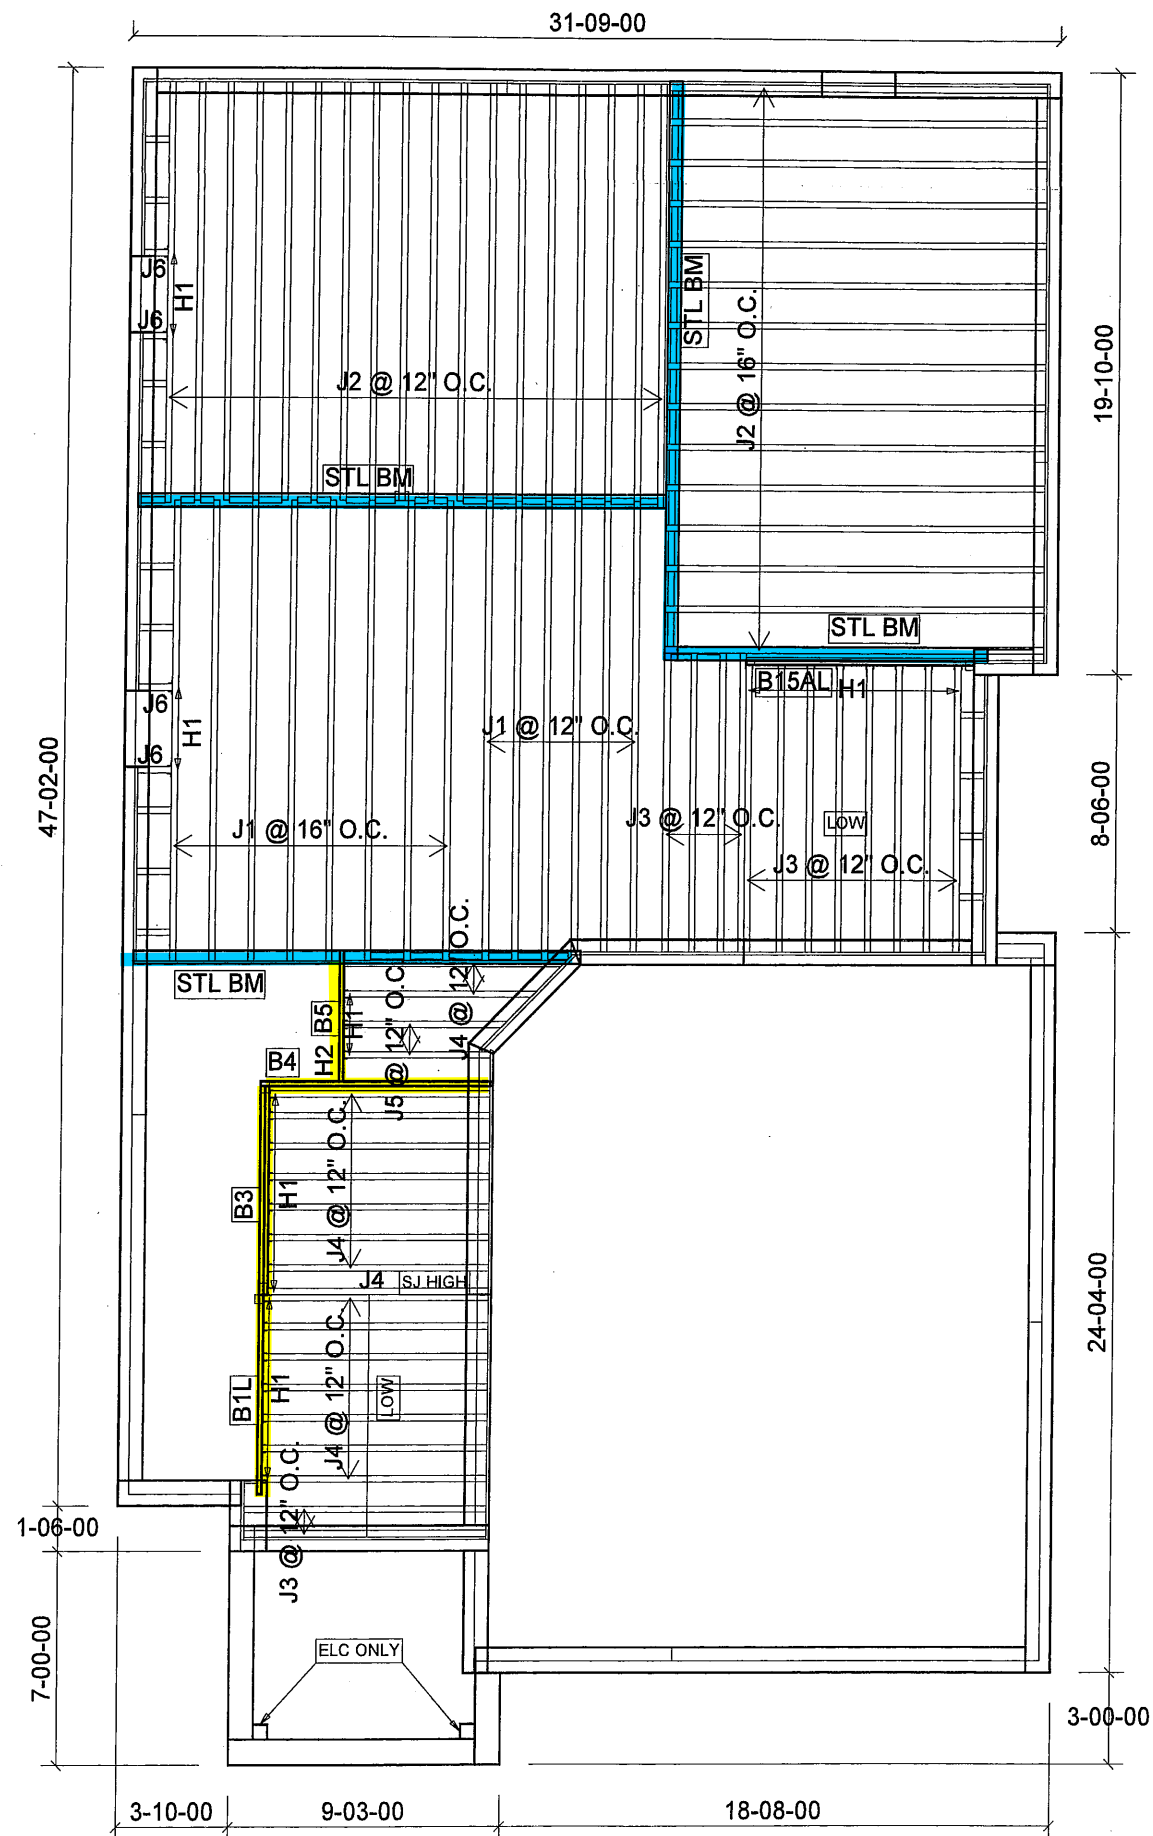 31-09-00
J6
H1
J6
STL BM
J2 @ 16" O.C.
19-10-00
J2 @ 12" O.C.
STL BM
STL BM
B15AL
H1
J6
H1
J6
J1 @ 12" O.C.
47-02-00
J1 @ 16" O.C.
J3 @ 12" O.C.
LOW
8-06-00
J3 @ 12" O.C.
STL BM
B5
H1
H2
J5 @ 12" O.C.
J4 @ 12" O.C.
B4
B3
H1
J4 @ 12" O.C.
J4
SJ HIGH
24-04-00
B1L
H1
J4 @ 12" O.C.
LOW
1-06-00
J3 @ 12" O.C.
7-00-00
ELC ONLY
3-00-00
3-10-00
9-03-00
18-08-00